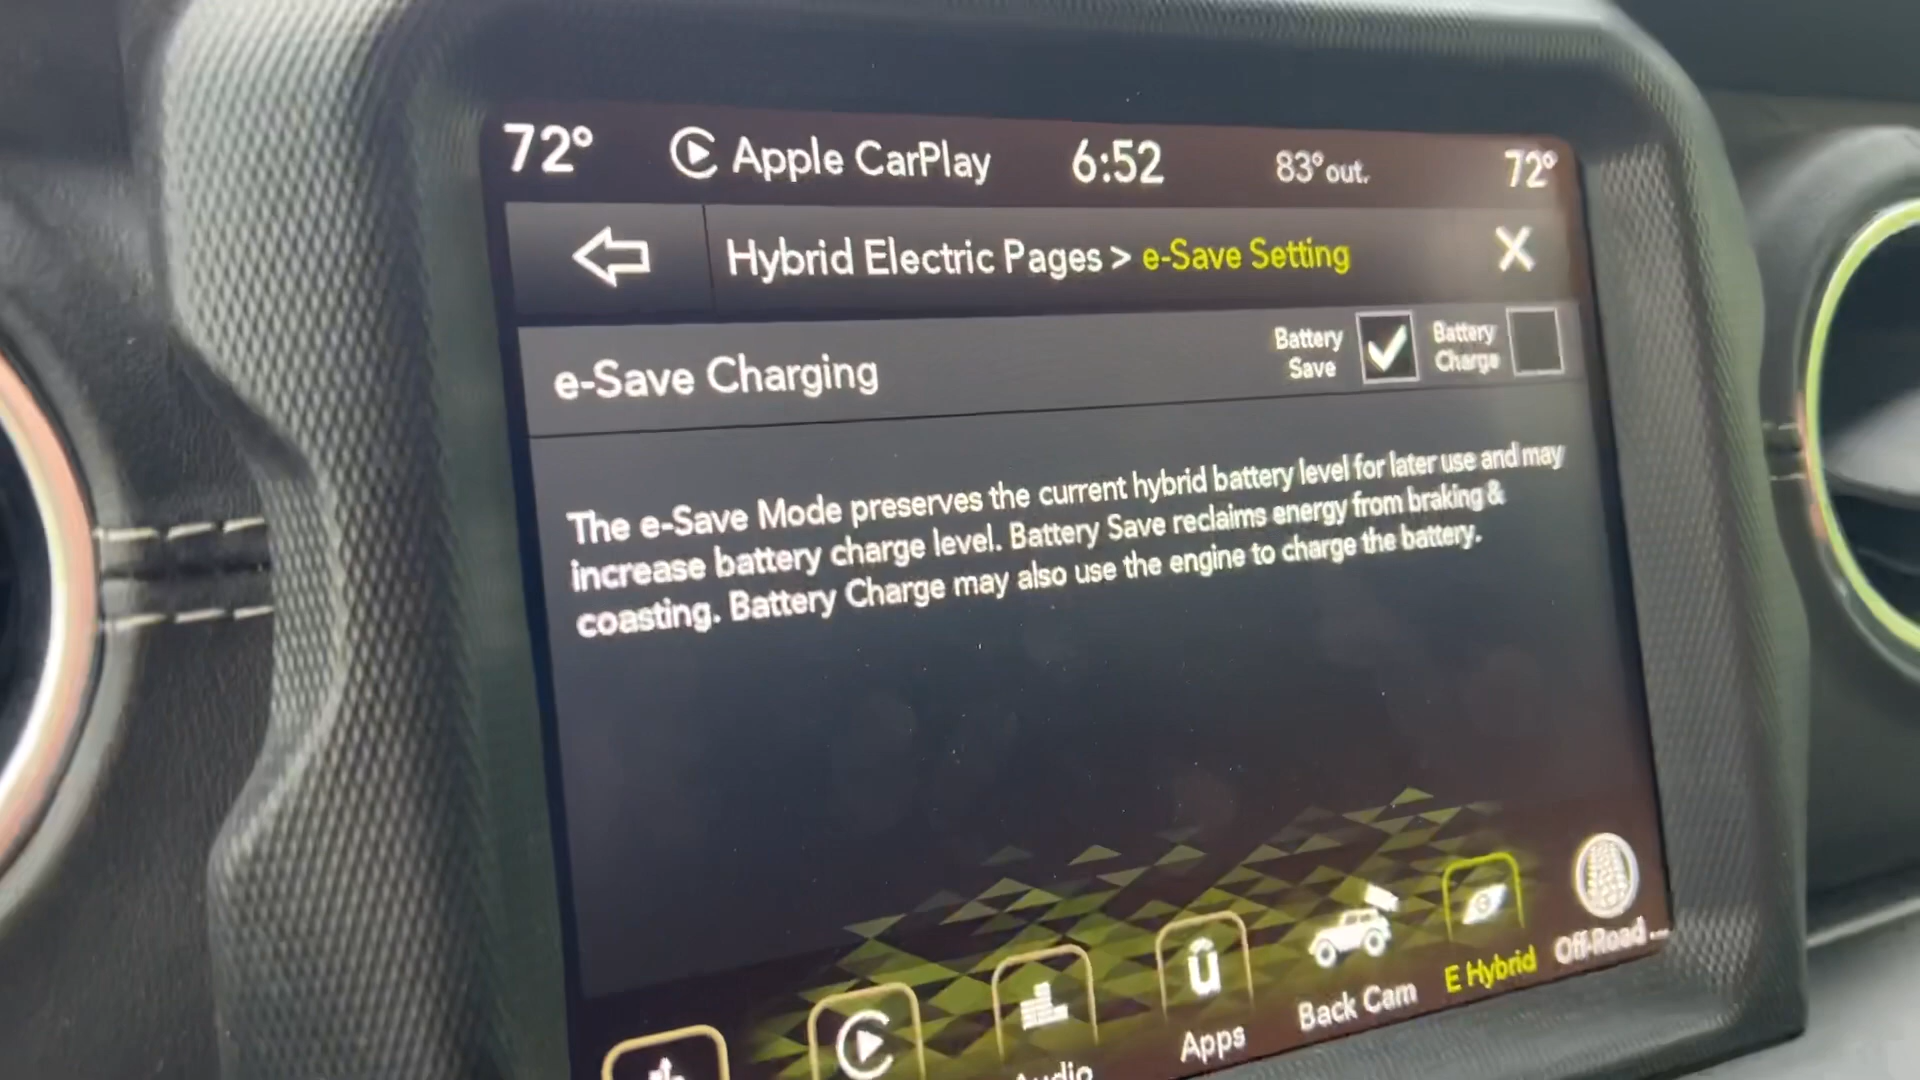 72° Apple CarPlay 6:52 83° out. 72°
Hybrid Electric Pages > e-Save Setting X
e-Save Charging
Battery
Save
Battery
Charge
The e-Save Mode preserves the current hybrid battery level for later use and may
increase battery charge level. Battery Save reclaims energy from braking &
coasting. Battery Charge may also use the engine to charge the battery.
Audio
Apps
Back Cam
E Hybrid
Off-Road ...